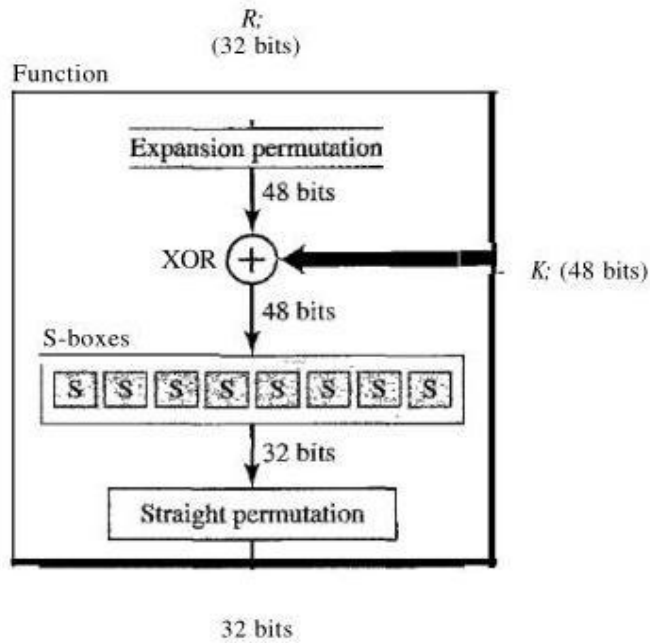 R;
(32 bits)
Function
Expansion permutation
48 bits
XOR
K; (48 bits)
48 bits
S-boxes
S S S S S S S S
32 bits
Straight permutation
32 bits